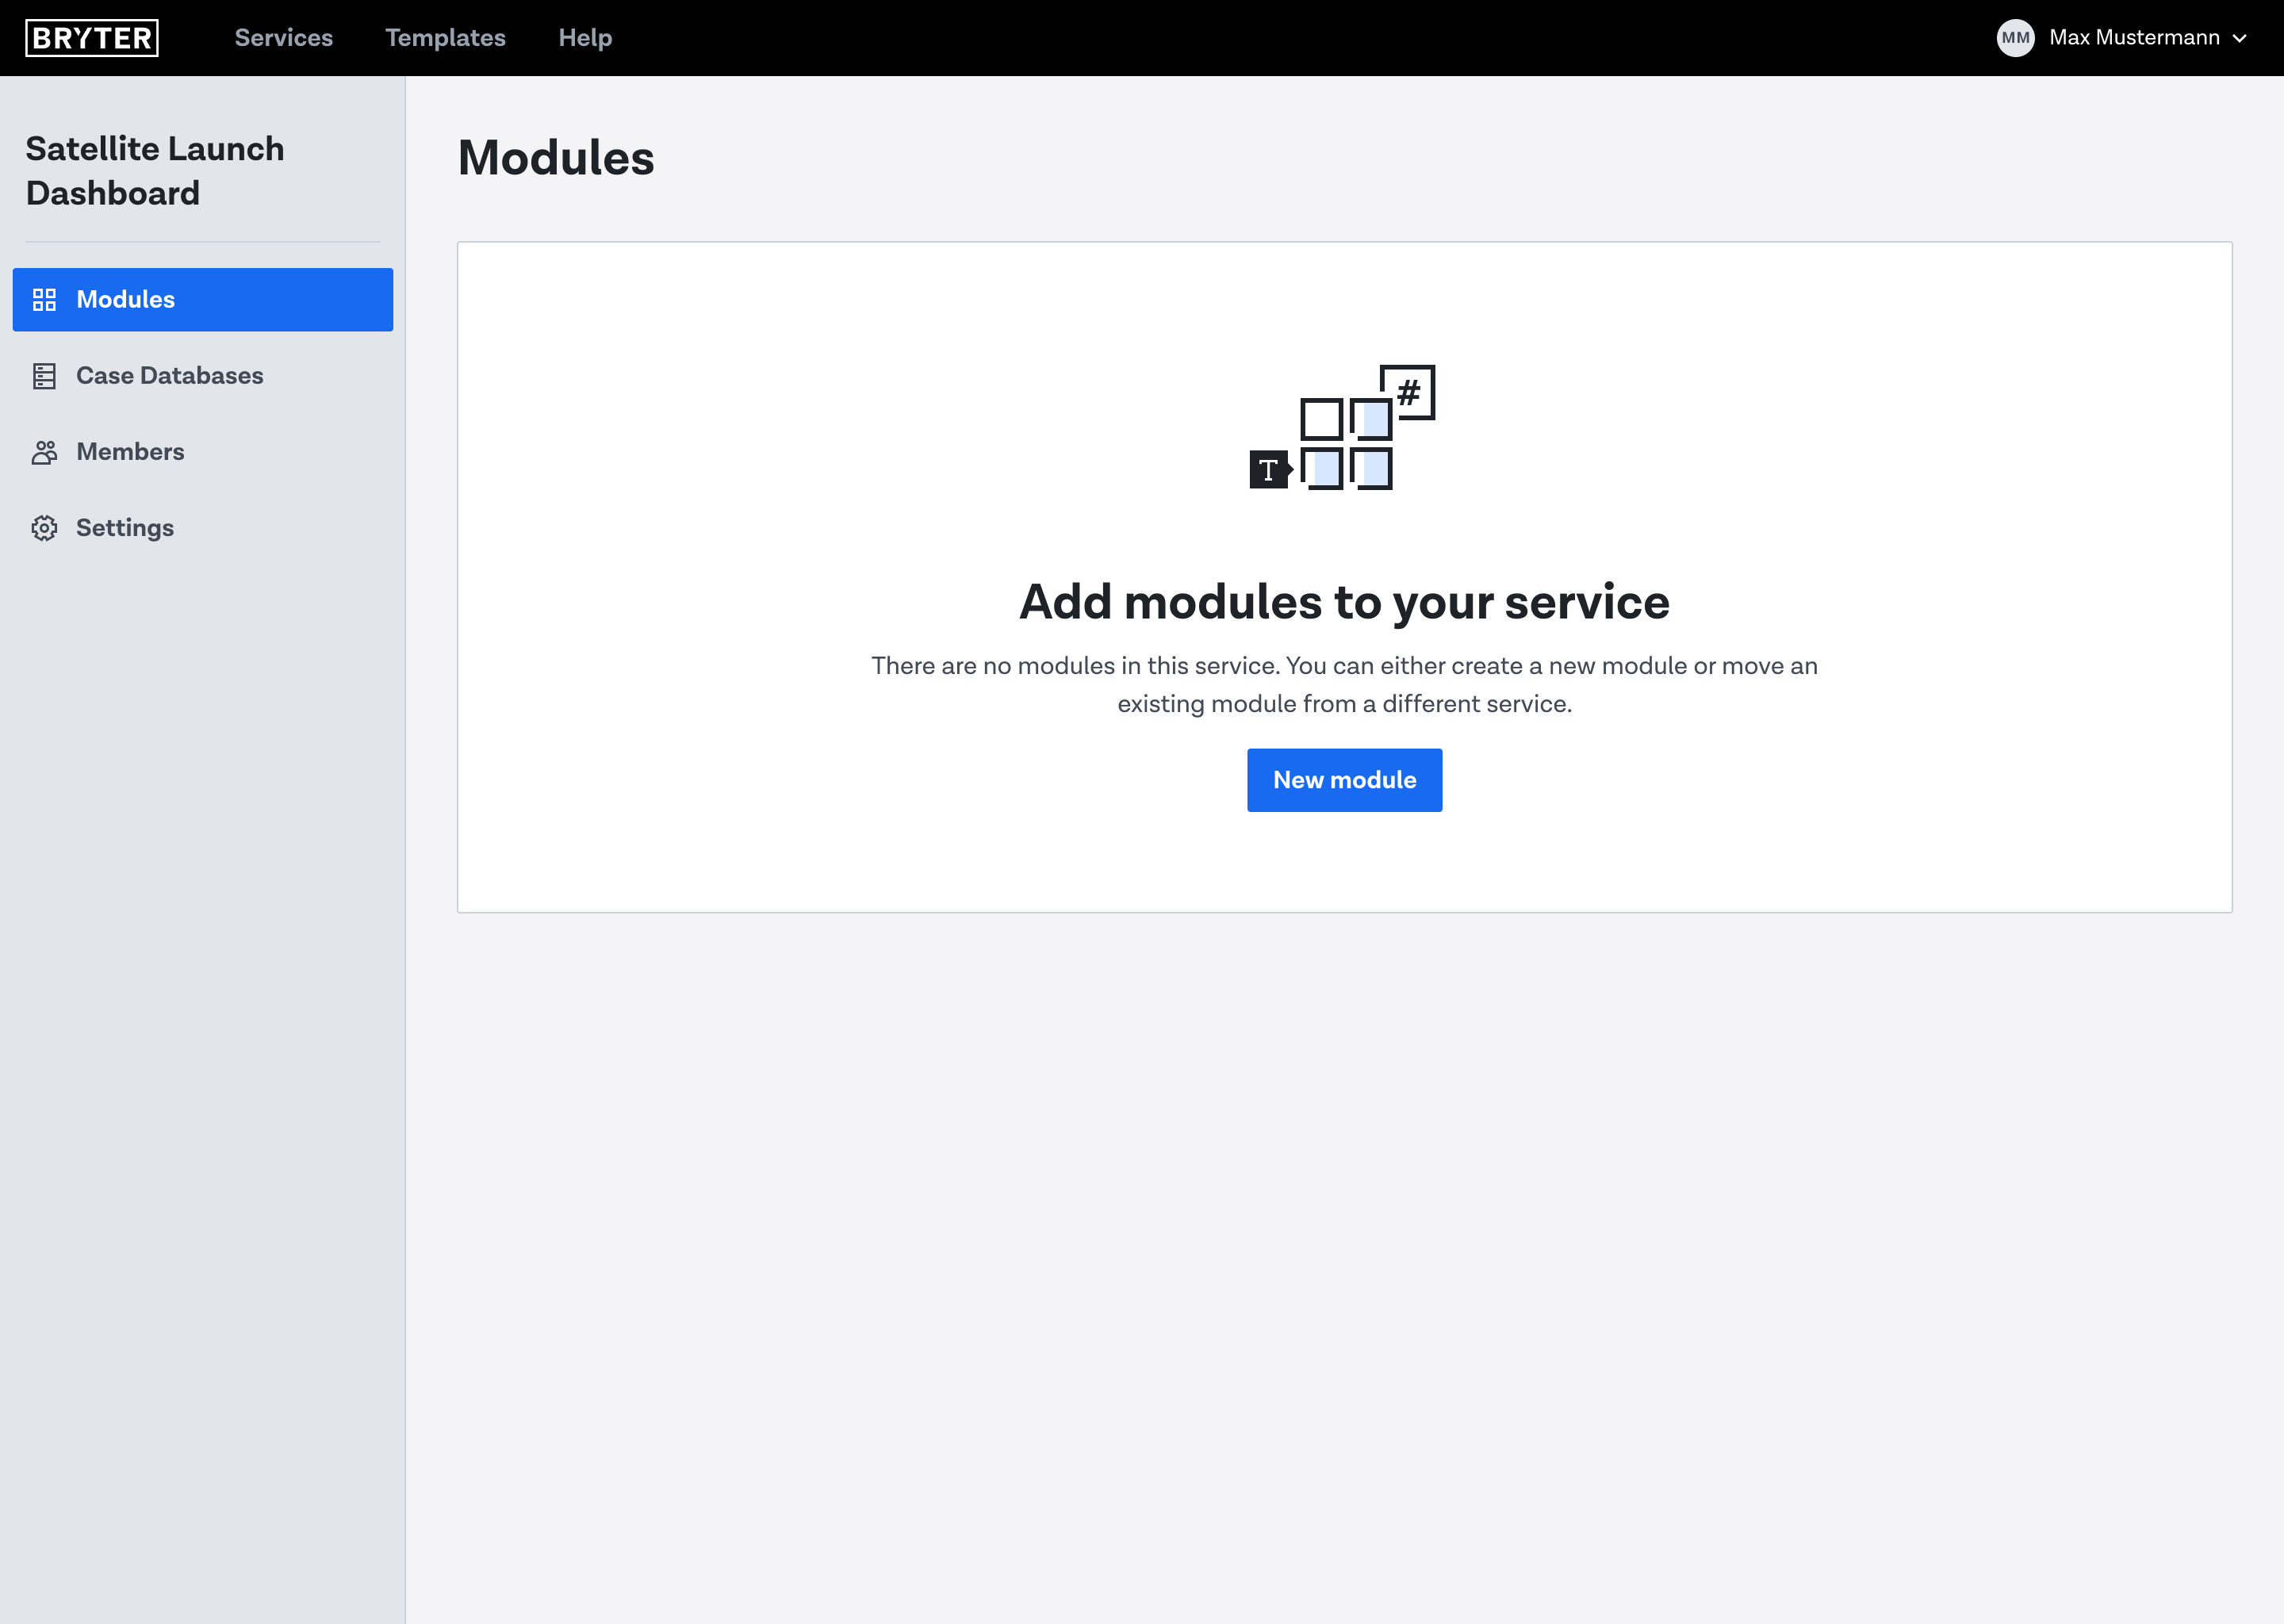 BRYTER
Services
Templates
Help
MM
Max Mustermann
Satellite Launch
Dashboard
Modules
Case Databases
Members
Settings
Modules
#
T
Add modules to your service
There are no modules in this service. You can either create a new module or move an
existing module from a different service.
New module